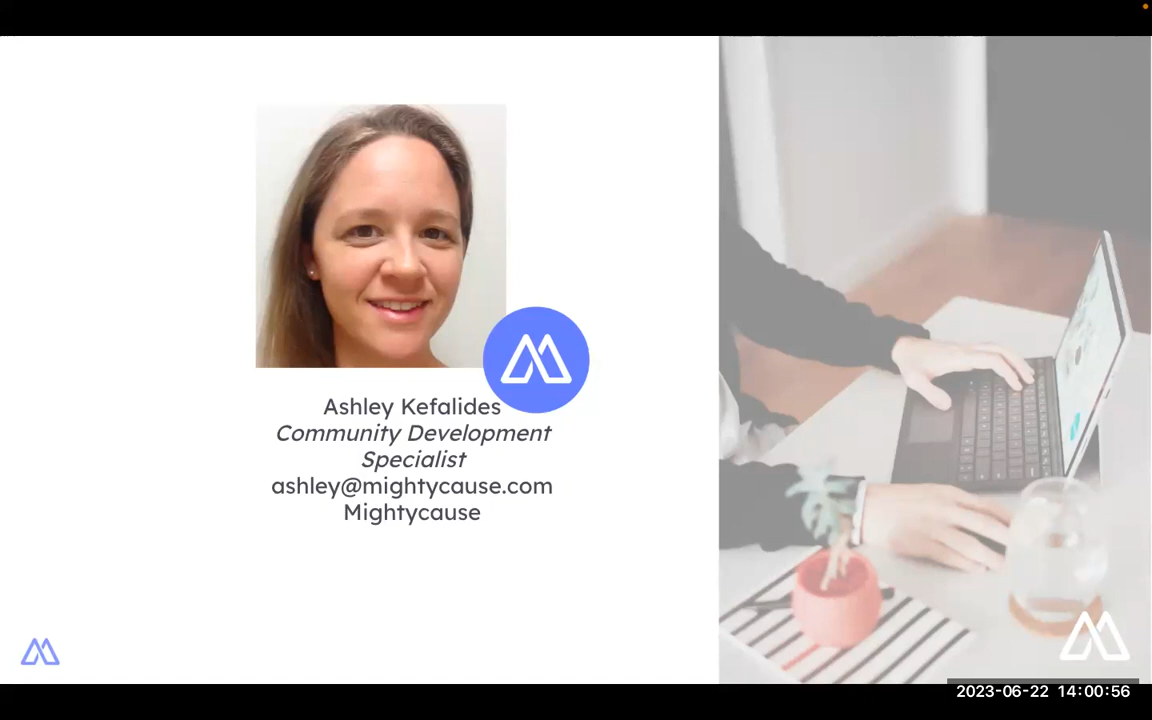 Ashley Kefalides
Community Development
Specialist
ashley@mightycause.com
Mightycause
2023-06-22 14:00:56